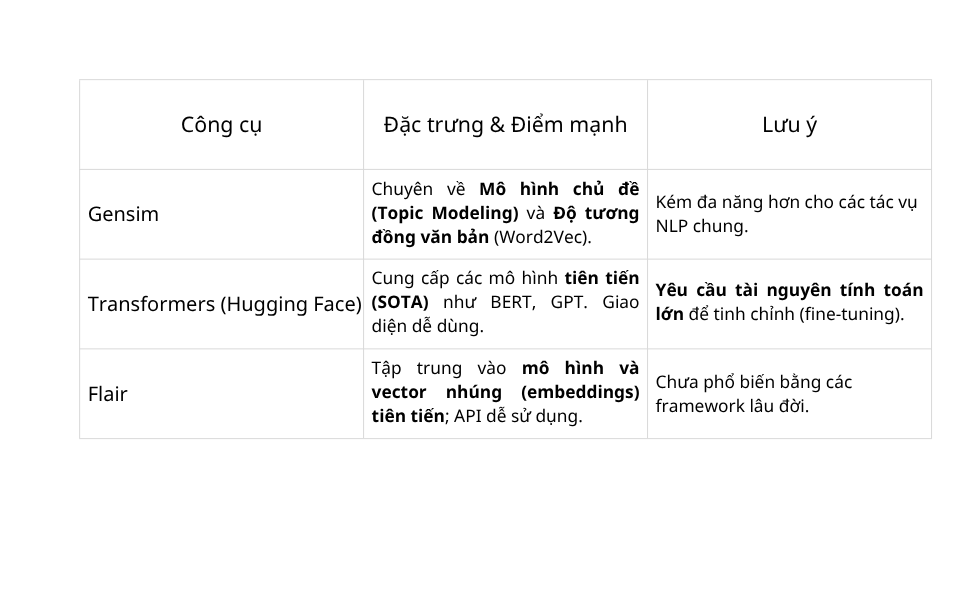 Công cụ
Đặc trưng & Điểm mạnh
Lưu ý
Gensim
Chuyên về Mô hình chủ đề
(Topic Modeling) và Độ tương
đồng văn bản (Word2Vec).
Kém đa năng hơn cho các tác vụ
NLP chung.
Transformers (Hugging Face)
Cung cấp các mô hình tiên tiến
(SOTA) như BERT, GPT. Giao
diện dễ dùng.
Yêu cầu tài nguyên tính toán
lớn để tinh chỉnh (fine-tuning).
Flair
Tập trung vào mô hình và
vector nhúng (embeddings)
tiên tiến; API dễ sử dụng.
Chưa phổ biến bằng các
framework lâu đời.